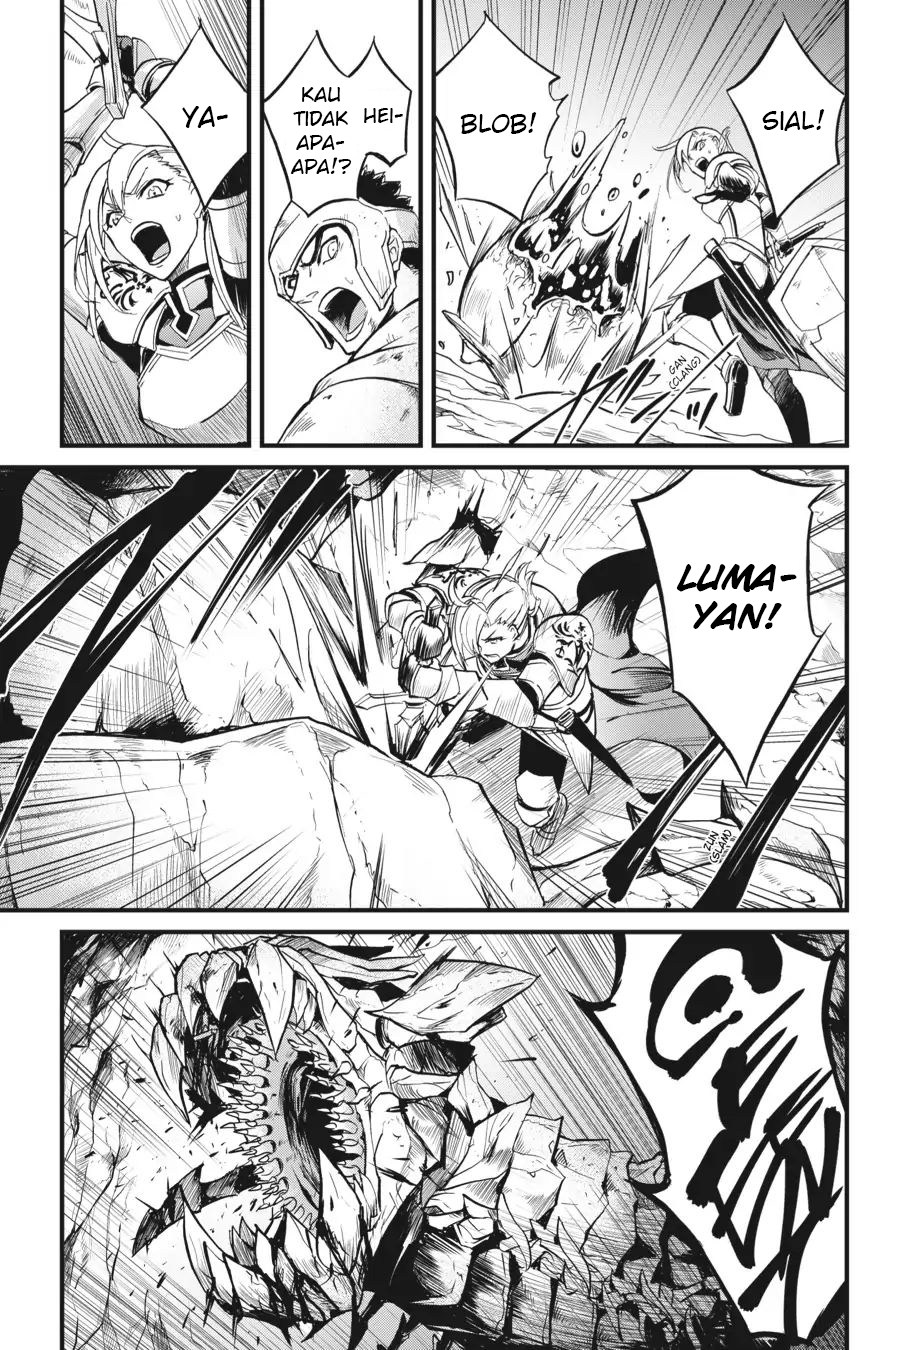 SIAL!
BLOB!
GAN
(CLANG)
HEI-
KAU
TIDAK
APA-
APA!?
YA-
LUMA-
YAN!
ZUN
(SLAM)